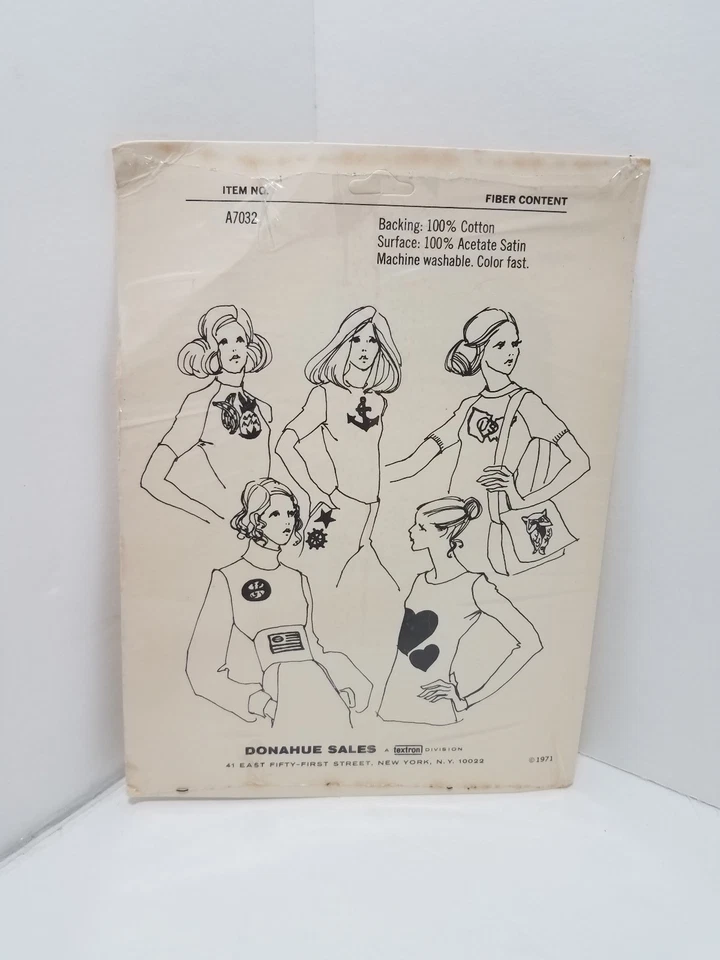 ITEM NO.
FIBER CONTENT
A7032
Backing: 100% Cotton
Surface: 100% Acetate Satin
Machine washable. Color fast.
DONAHUE SALES A textron DIVISION
41 EAST FIFTY-FIRST STREET, NEW YORK, N.Y. 10022
©1971